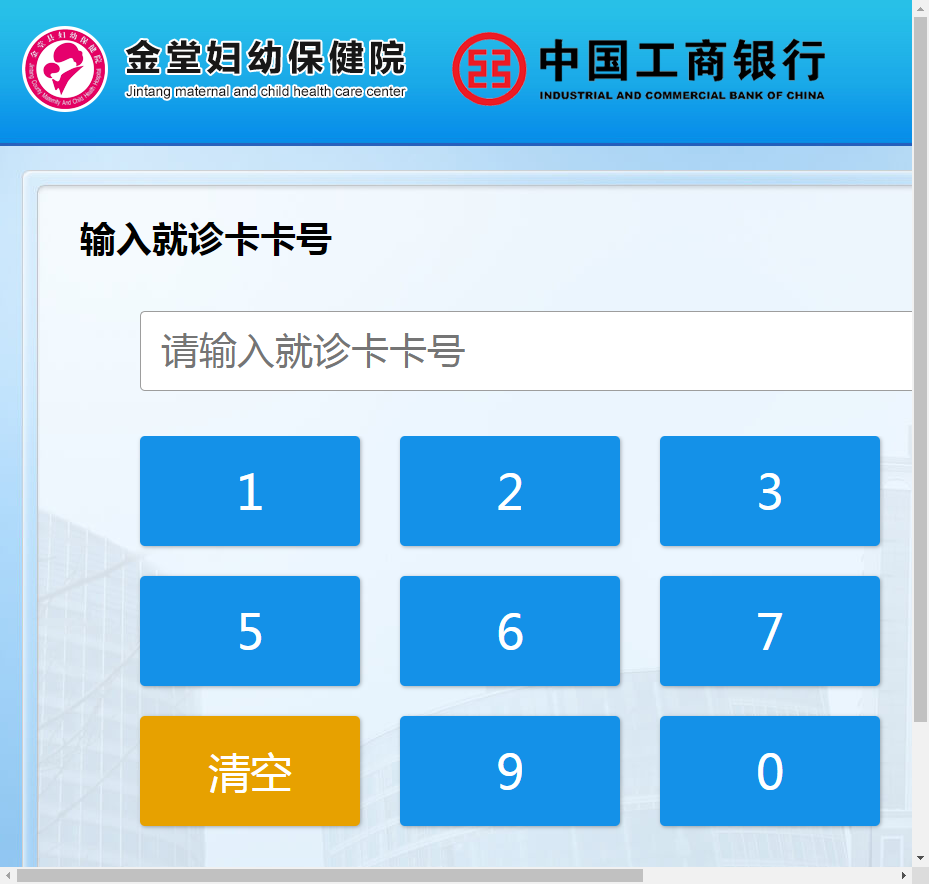 金堂妇幼保健院
Jintang maternal and child health care center
中国工商银行
INDUSTRIAL AND COMMERCIAL BANK OF CHINA
输入就诊卡卡号
请输入就诊卡卡号
1 2 3
5 6 7
清空 9 0